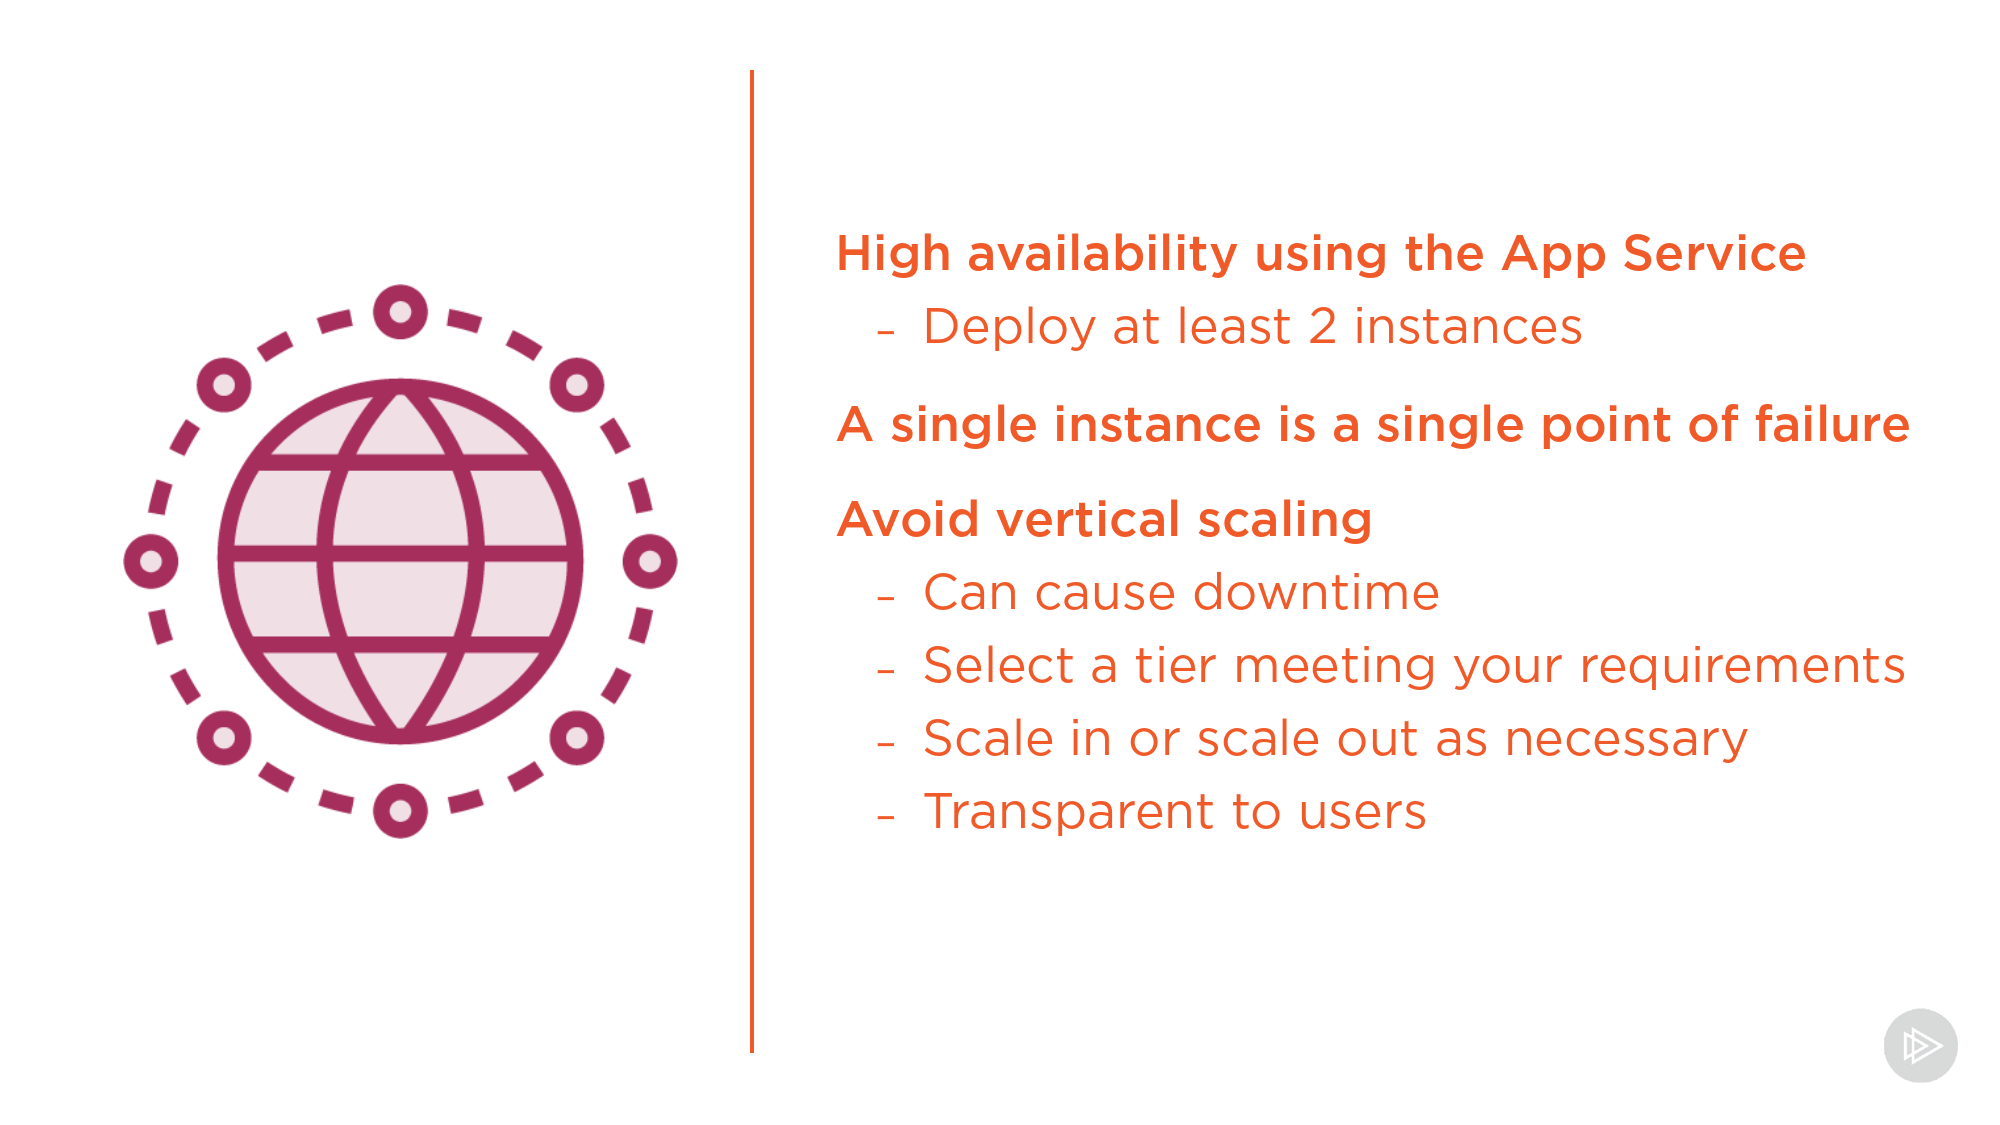 High availability using the App Service
– Deploy at least 2 instances
A single instance is a single point of failure
Avoid vertical scaling
– Can cause downtime
– Select a tier meeting your requirements
– Scale in or scale out as necessary
– Transparent to users